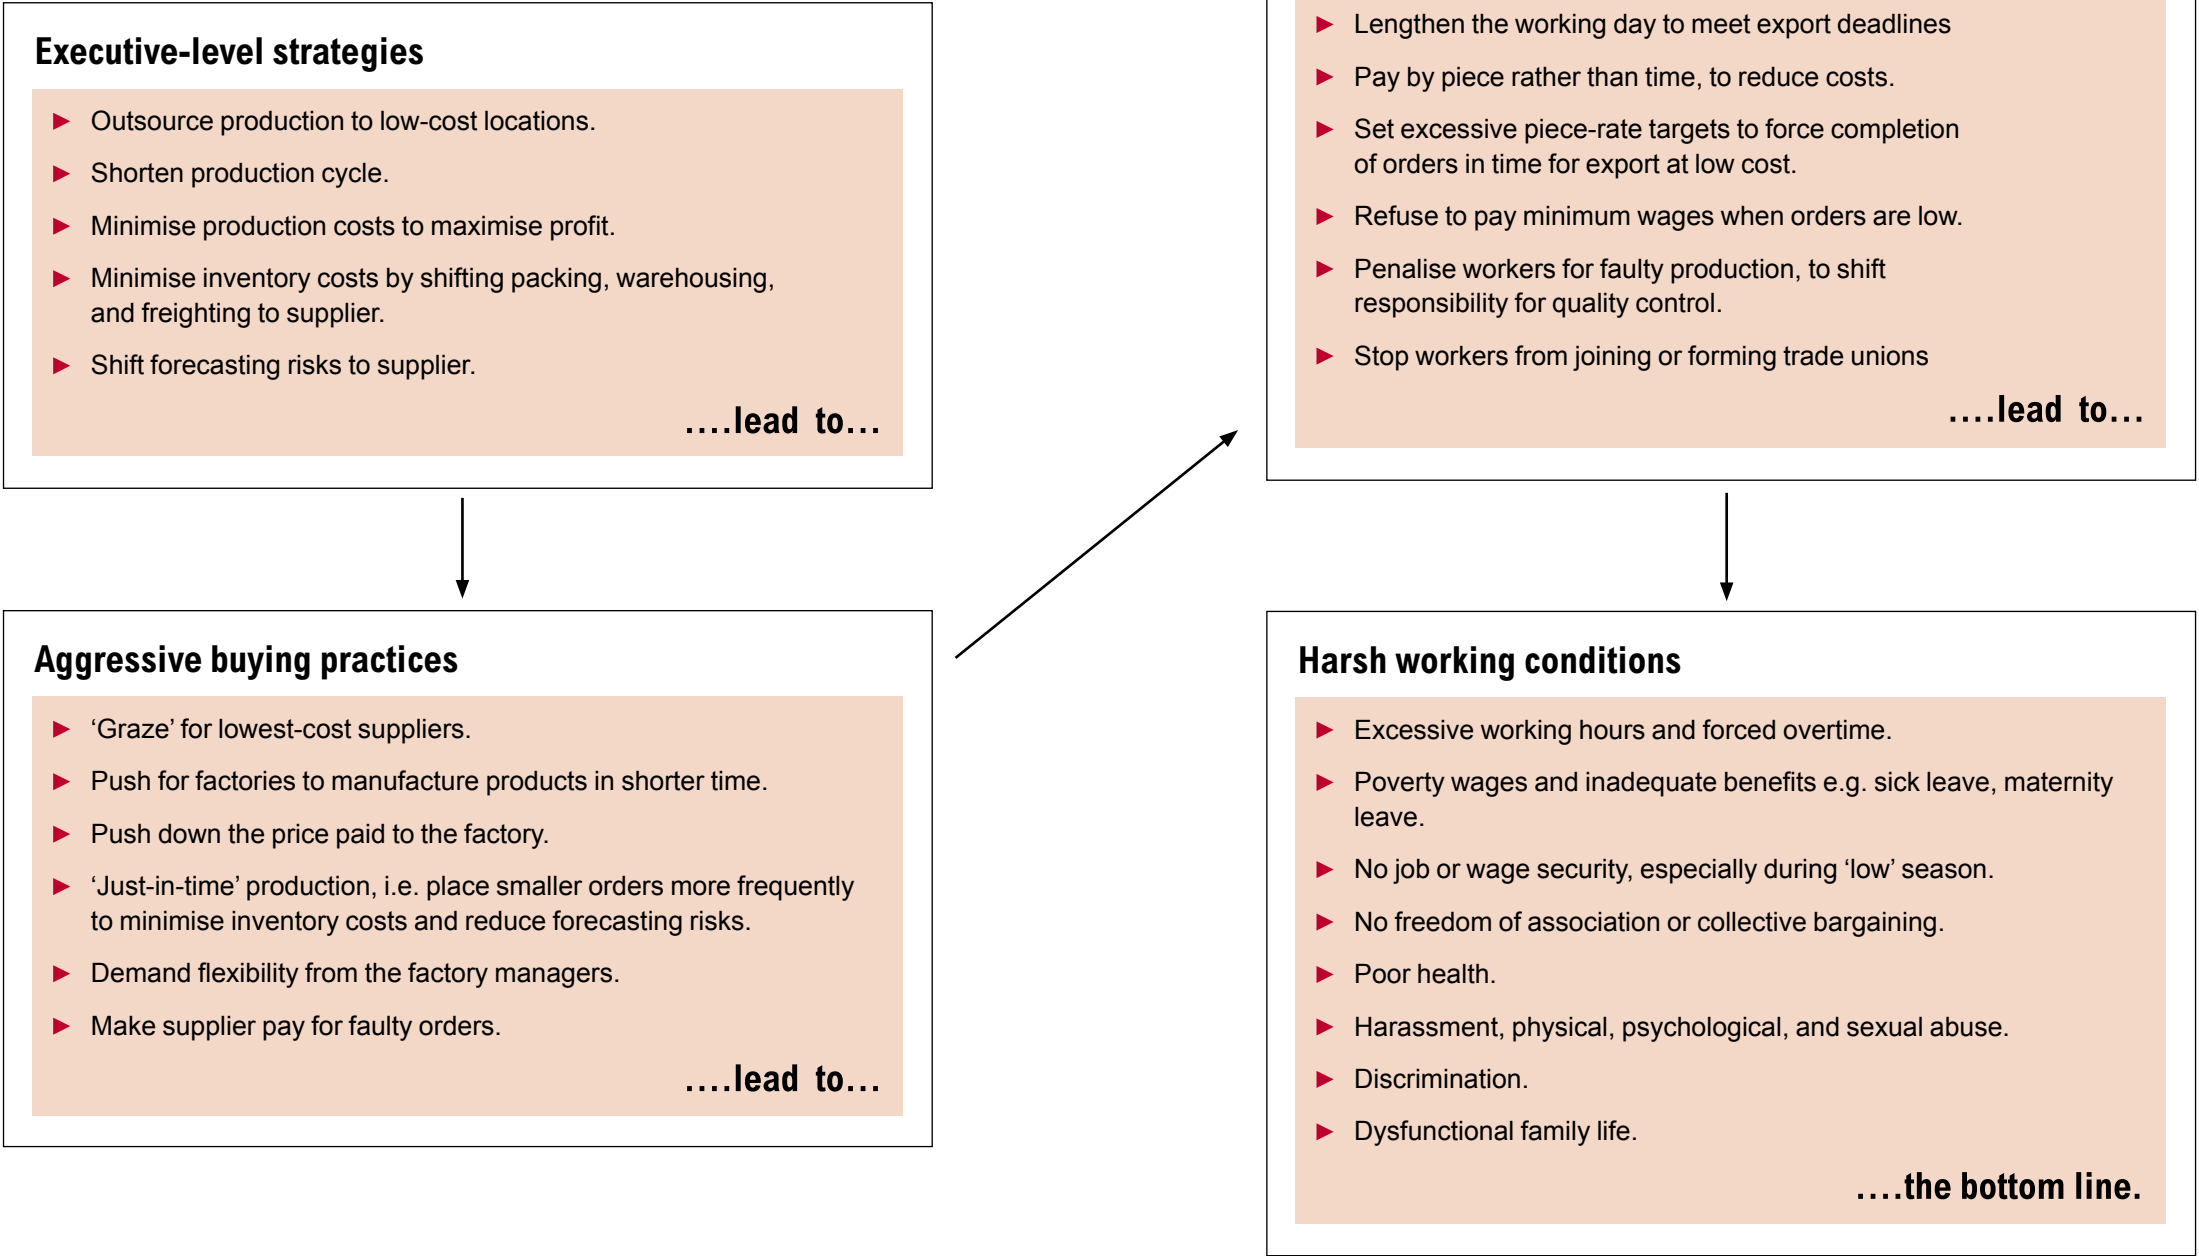 Executive-level strategies
► Outsource production to low-cost locations.
► Shorten production cycle.
► Minimise production costs to maximise profit.
► Minimise inventory costs by shifting packing, warehousing,
and freighting to supplier.
► Shift forecasting risks to supplier.
....lead to...
Aggressive buying practices
► ‘Graze’ for lowest-cost suppliers.
► Push for factories to manufacture products in shorter time.
► Push down the price paid to the factory.
► ‘Just-in-time’ production, i.e. place smaller orders more frequently
to minimise inventory costs and reduce forecasting risks.
► Demand flexibility from the factory managers.
► Make supplier pay for faulty orders.
....lead to...
► Lengthen the working day to meet export deadlines
► Pay by piece rather than time, to reduce costs.
► Set excessive piece-rate targets to force completion
of orders in time for export at low cost.
► Refuse to pay minimum wages when orders are low.
► Penalise workers for faulty production, to shift
responsibility for quality control.
► Stop workers from joining or forming trade unions
....lead to...
Harsh working conditions
► Excessive working hours and forced overtime.
► Poverty wages and inadequate benefits e.g. sick leave, maternity
leave.
► No job or wage security, especially during ‘low’ season.
► No freedom of association or collective bargaining.
► Poor health.
► Harassment, physical, psychological, and sexual abuse.
► Discrimination.
► Dysfunctional family life.
....the bottom line.